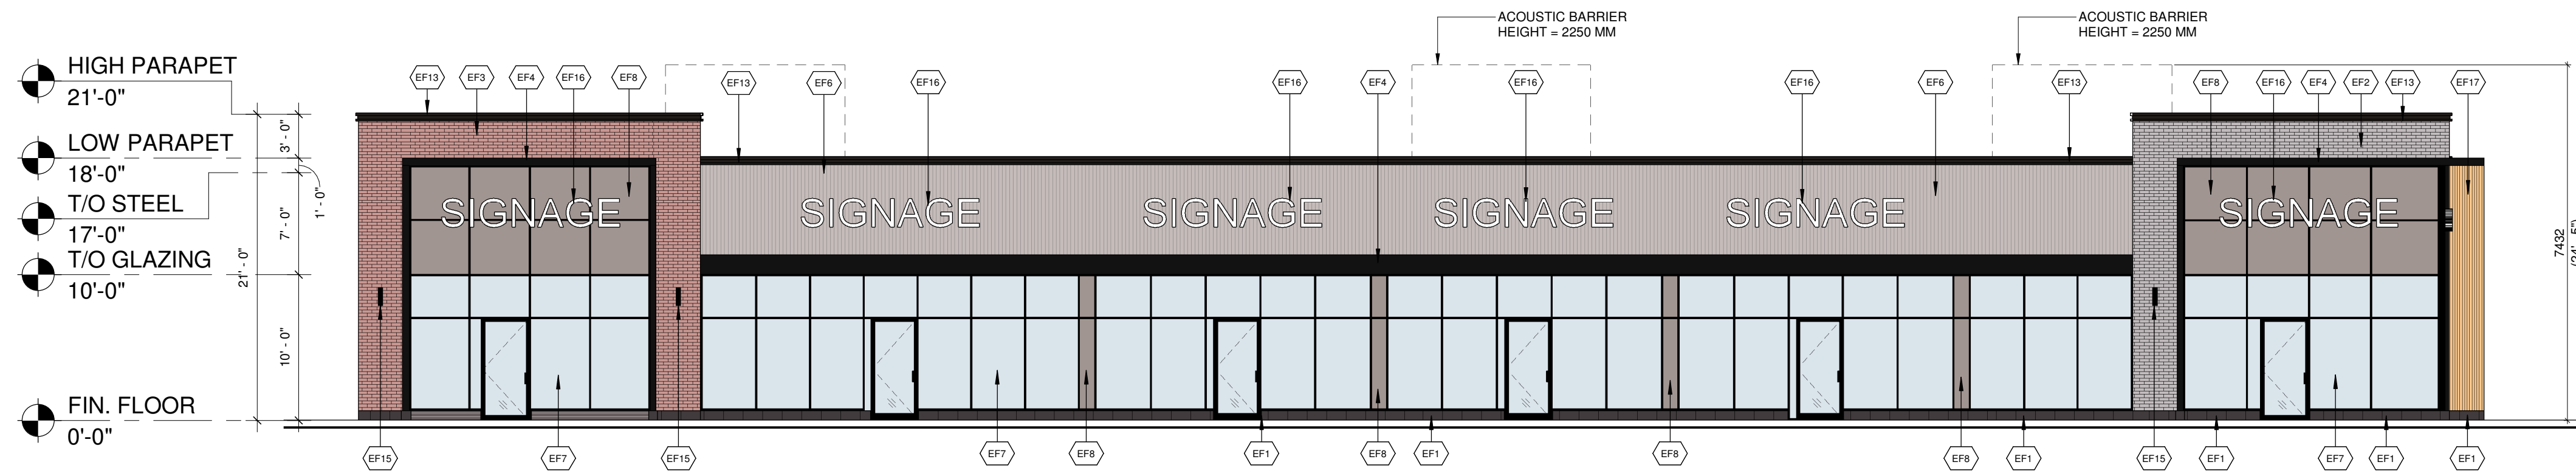 ACOUSTIC BARRIER
HEIGHT = 2250 MM
ACOUSTIC BARRIER
HEIGHT = 2250 MM
HIGH PARAPET
21'-0"
LOW PARAPET
18'-0"
T/O STEEL
17'-0"
T/O GLAZING
10'-0"
FIN. FLOOR
0'-0"
21' - 0"
3' - 0"
7' - 0"
10' - 0"
1' - 0"
EF13 EF3 EF4 EF16 EF8 EF13 EF6 EF16 EF16 EF4 EF16 EF16 EF6 EF13 EF8 EF16 EF4 EF2 EF13 EF17
SIGNAGE SIGNAGE SIGNAGE SIGNAGE SIGNAGE SIGNAGE
7432
EF15 EF7 EF15 EF7 EF8 EF1 EF8 EF1 EF8 EF8 EF1 EF15 EF1 EF7 EF1 EF1